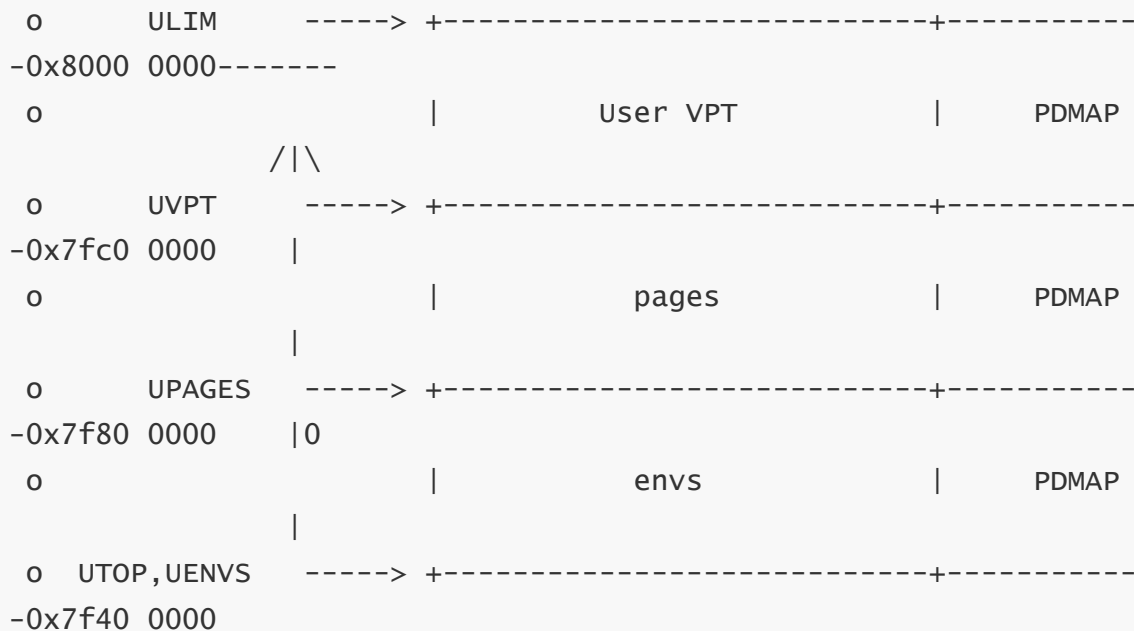 o      ULIM     -----> +----------------------------+-----------
-0x8000 0000-------
o                      |         User VPT           |     PDMAP
             /|\
o      UVPT     -----> +----------------------------+-----------
-0x7fc0 0000    |
o                      |           pages            |     PDMAP
                |
o      UPAGES   -----> +----------------------------+-----------
-0x7f80 0000    |0
o                      |           envs             |     PDMAP
                |
o  UTOP,UENVS   -----> +----------------------------+-----------
-0x7f40 0000